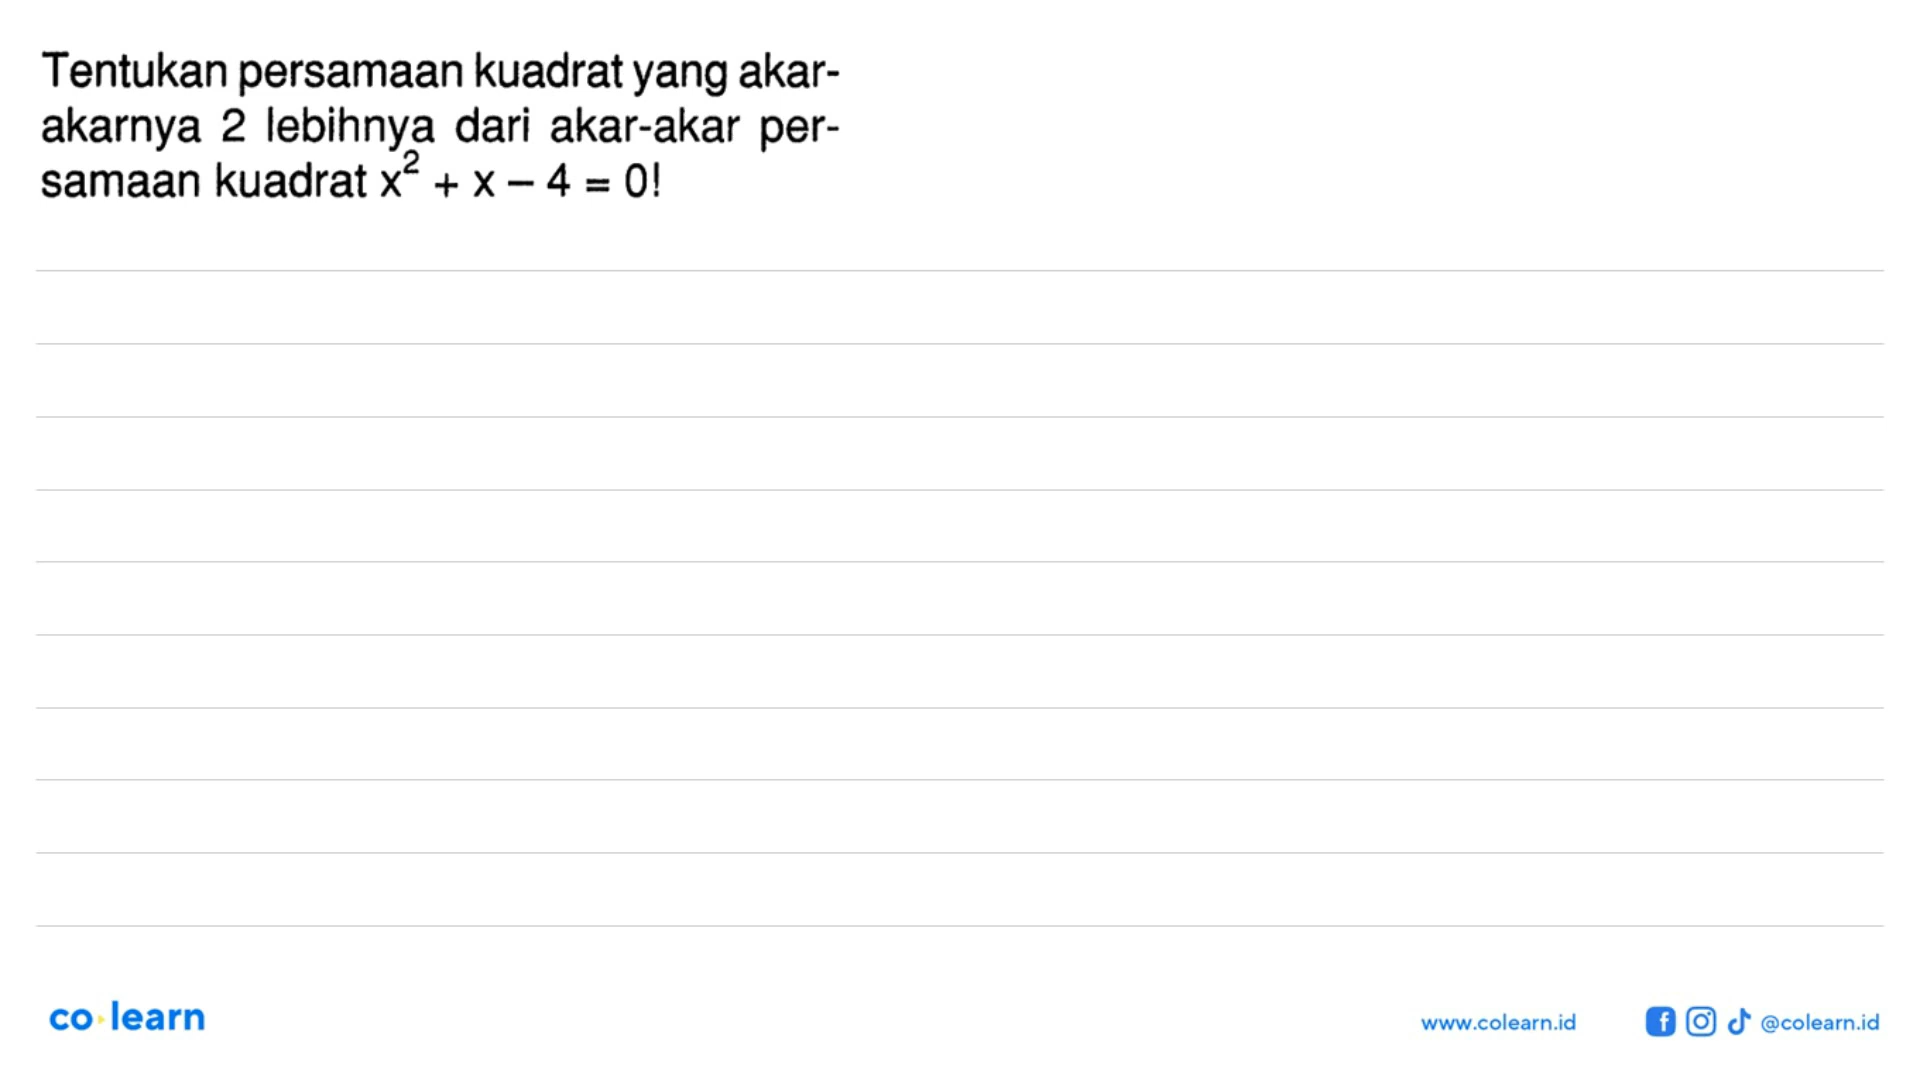 Tentukan persamaan kuadrat yang akar-
akarnya 2 lebihnya dari akar-akar per-
samaan kuadrat x² + x – 4 = 0!
co learn
www.colearn.id
@colearn.id